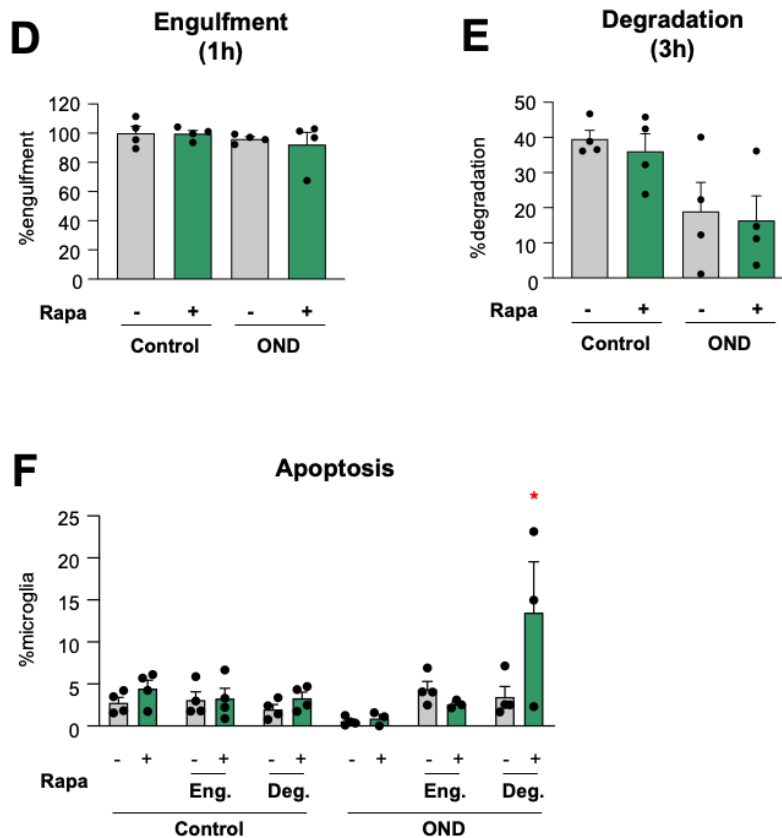 D
Engulfment
(1h)
%engulfment
120
100
80
60
40
20
0
Rapa - + - +
Control OND
E
Degradation
(3h)
%degradation
50
40
30
20
10
0
Rapa - + - +
Control OND
F
Apoptosis
*
%microglia
25
20
15
10
5
0
- + - + - + - + - + - +
Rapa Eng. Deg. Eng. Deg.
Control OND